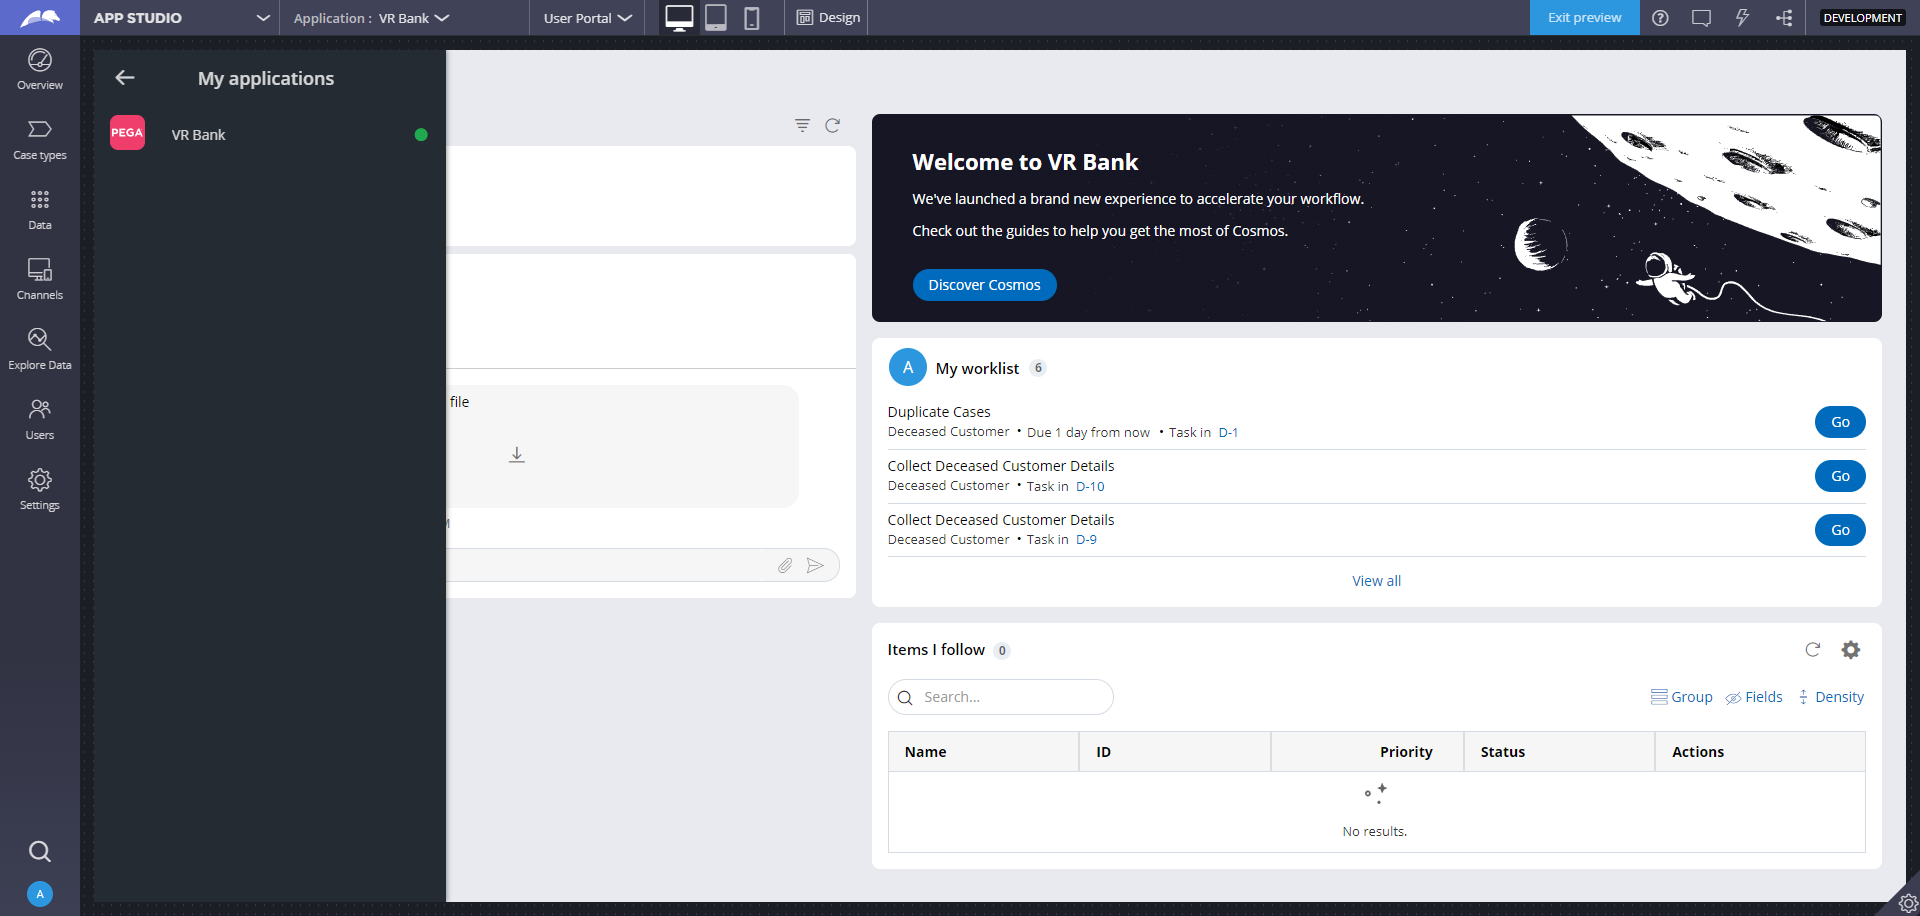 APP STUDIO
Application : VR Bank
User Portal
Design
Exit preview
DEVELOPMENT
Overview
Case types
Data
Channels
Explore Data
Users
Settings
A
My applications
PEGA
VR Bank
file
Welcome to VR Bank
We've launched a brand new experience to accelerate your workflow.
Check out the guides to help you get the most of Cosmos.
Discover Cosmos
A
My worklist 6
Duplicate Cases
Deceased Customer • Due 1 day from now • Task in D-1
Go
Collect Deceased Customer Details
Deceased Customer • Task in D-10
Go
Collect Deceased Customer Details
Deceased Customer • Task in D-9
Go
View all
Items I follow 0
Search...
Group Fields Density
Name ID Priority Status Actions
No results.